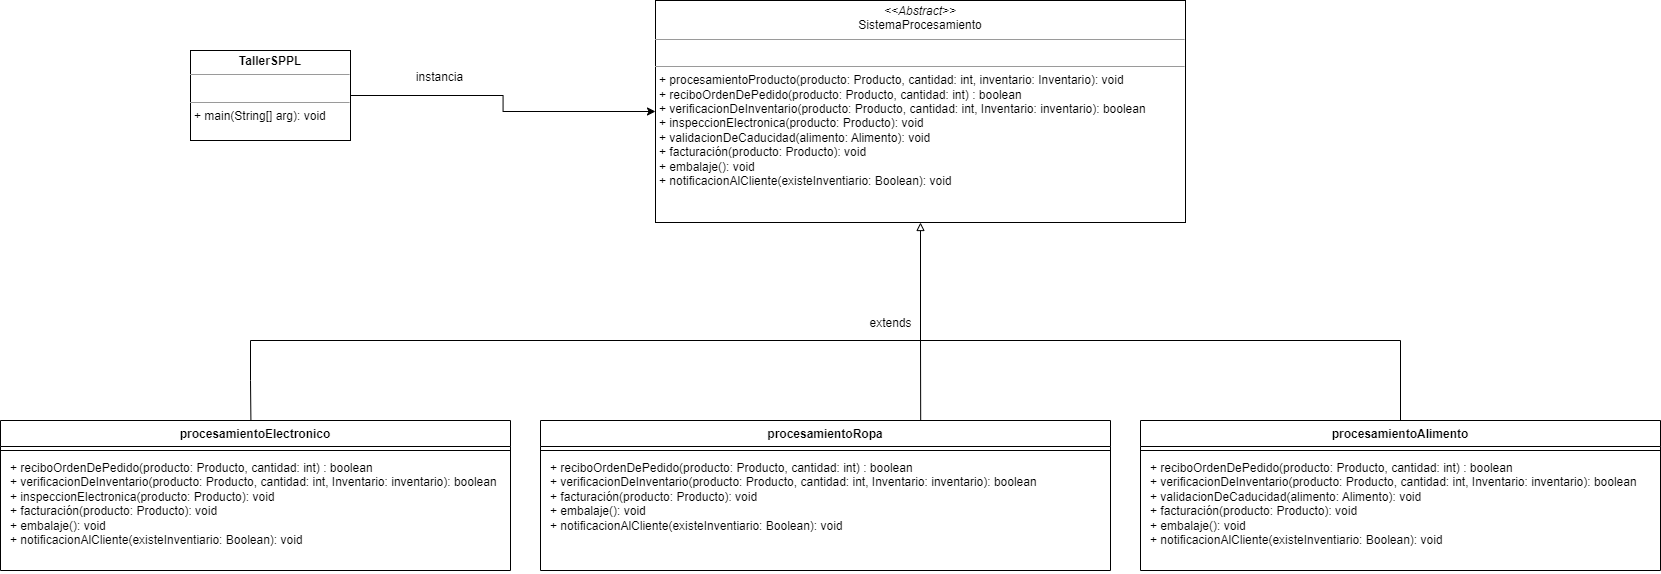 <<Abstract>>
SistemaProcesamiento
+ procesamientoProducto(producto: Producto, cantidad: int, inventario: Inventario): void
+ reciboOrdenDePedido(producto: Producto, cantidad: int) : boolean
+ verificacionDeInventario(producto: Producto, cantidad: int, Inventario: inventario): boolean
+ inspeccionElectronica(producto: Producto): void
+ validacionDeCaducidad(alimento: Alimento): void
+ facturación(producto: Producto): void
+ embalaje(): void
+ notificacionAlCliente(existeInventiario: Boolean): void
TallerSPPL
+ main(String[] arg): void
instancia
extends
procesamientoElectronico
+ reciboOrdenDePedido(producto: Producto, cantidad: int) : boolean
+ verificacionDeInventario(producto: Producto, cantidad: int, Inventario: inventario): boolean
+ inspeccionElectronica(producto: Producto): void
+ facturación(producto: Producto): void
+ embalaje(): void
+ notificacionAlCliente(existeInventiario: Boolean): void
procesamientoRopa
+ reciboOrdenDePedido(producto: Producto, cantidad: int) : boolean
+ verificacionDeInventario(producto: Producto, cantidad: int, Inventario: inventario): boolean
+ facturación(producto: Producto): void
+ embalaje(): void
+ notificacionAlCliente(existeInventiario: Boolean): void
procesamientoAlimento
+ reciboOrdenDePedido(producto: Producto, cantidad: int) : boolean
+ verificacionDeInventario(producto: Producto, cantidad: int, Inventario: inventario): boolean
+ validacionDeCaducidad(alimento: Alimento): void
+ facturación(producto: Producto): void
+ embalaje(): void
+ notificacionAlCliente(existeInventiario: Boolean): void